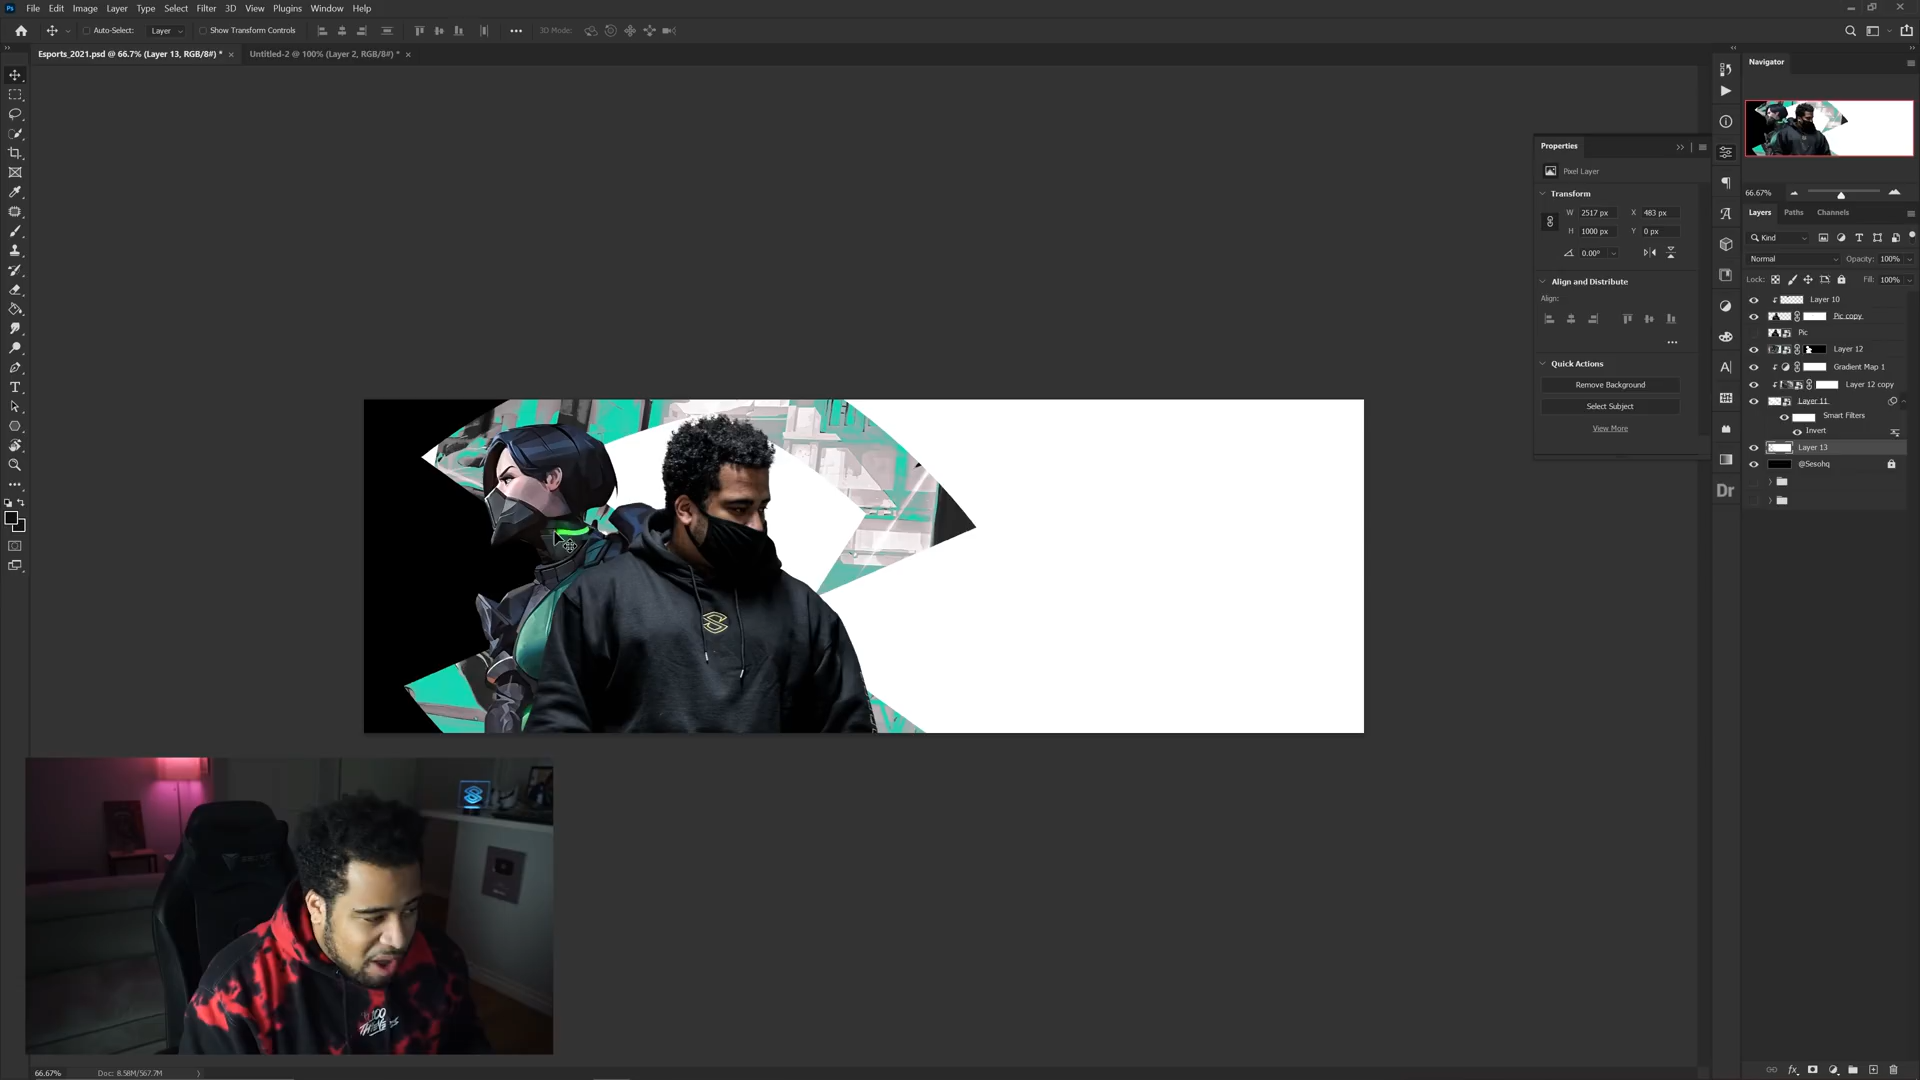 Ps File Edit Image Layer Type Select Filter 3D View Plugins Window Help
Auto-Select: Layer Show Transform Controls 3D Mode:
Esports_2021.psd @ 66.7% (Layer 13, RGB/8#) * × Untitled-2 @ 100% (Layer 2, RGB/8#) * ×
Navigator
66.67%
Properties
Pixel Layer
Transform
W 2517 px X 483 px
H 1000 px Y 0 px
0.00°
Align and Distribute
Align:
Quick Actions
Remove Background
Select Subject
View More
Dr
Layers Paths Channels
Kind
Normal Opacity: 100%
Lock: Fill: 100%
Layer 10
Pic copy
Pic
Layer 12
Gradient Map 1
Layer 12 copy
Layer 11
Smart Filters
Invert
Layer 13
@Sesohq
fx
66.67% Doc: 8.58M/567.7M